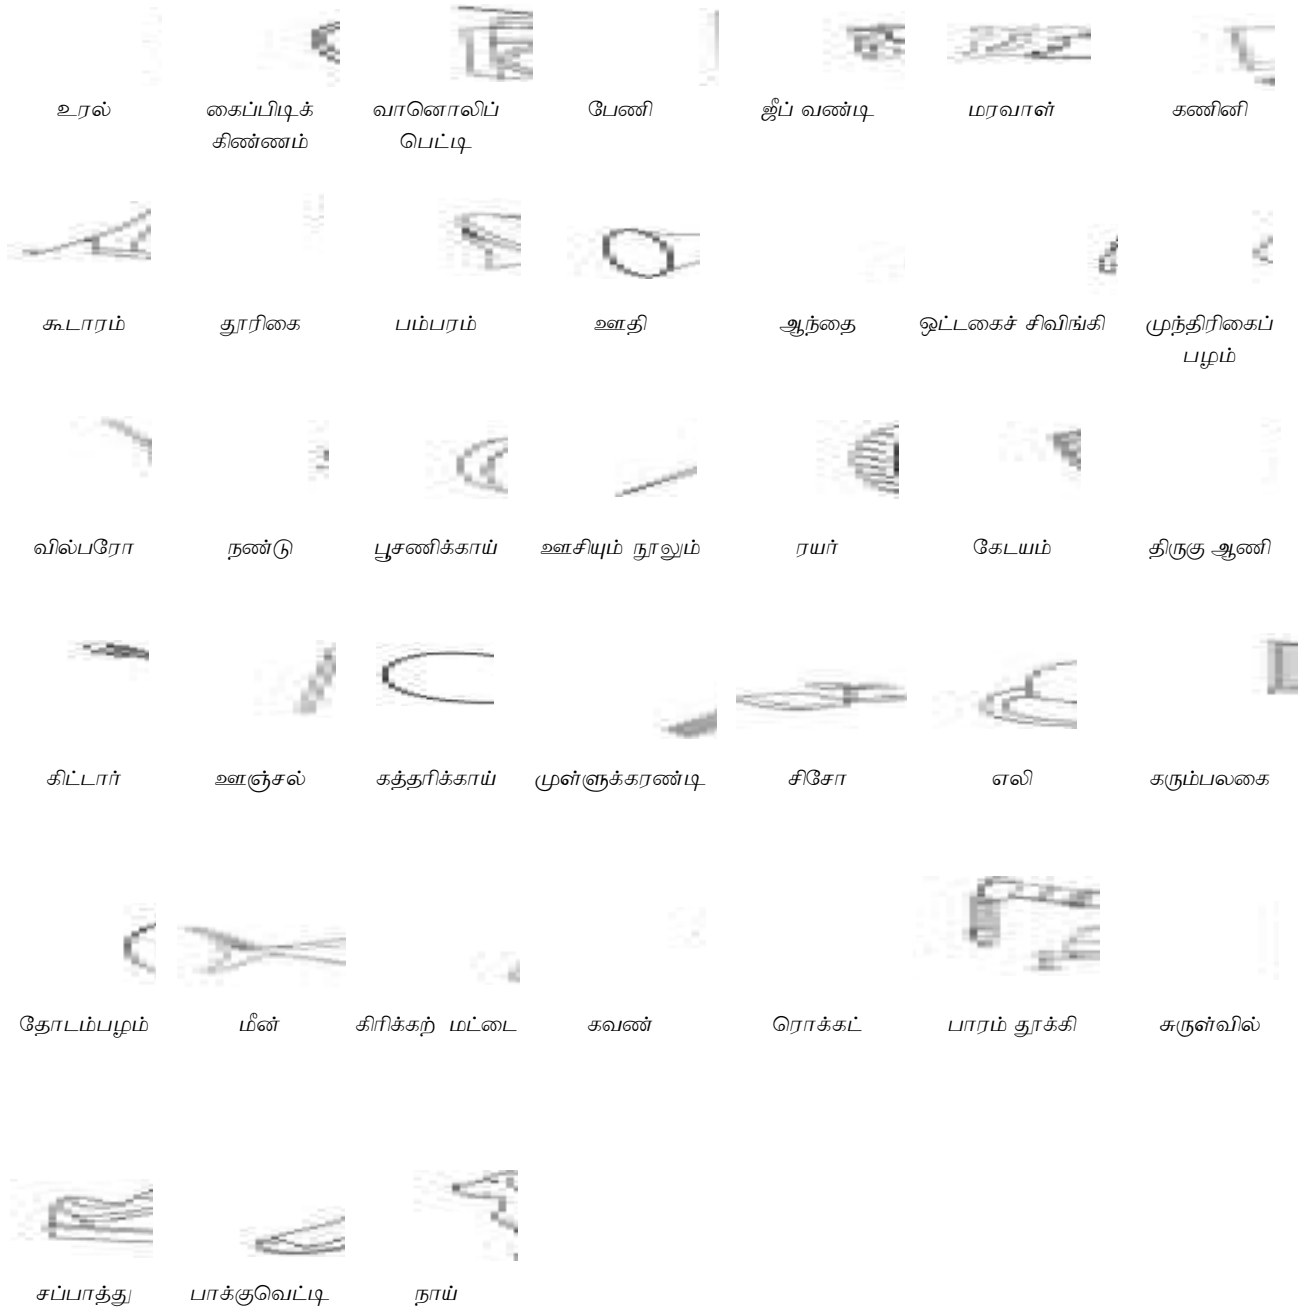 உரல் கைப்பிடிக் வானொலிப் பேணி ஜீப் வண்டி மரவாள் கணினி
கிண்ணம் பெட்டி
கூடாரம் தூரிகை பம்பரம் ஊதி ஆந்தை ஒட்டகைச் சிவிங்கி முந்திரிகைப்
பழம்
வில்பரோ நண்டு பூசணிக்காய் ஊசியும் நூலும் ரயர் கேடயம் திருகு ஆணி
கிட்டார் ஊஞ்சல் கத்தரிக்காய் முள்ளுக்கரண்டி சிசோ எலி கரும்பலகை
தோடம்பழம் மீன் கிரிக்கற் மட்டை கவண் ரொக்கட் பாரம் தூக்கி சுருள்வில்
சப்பாத்து பாக்குவெட்டி நாய்